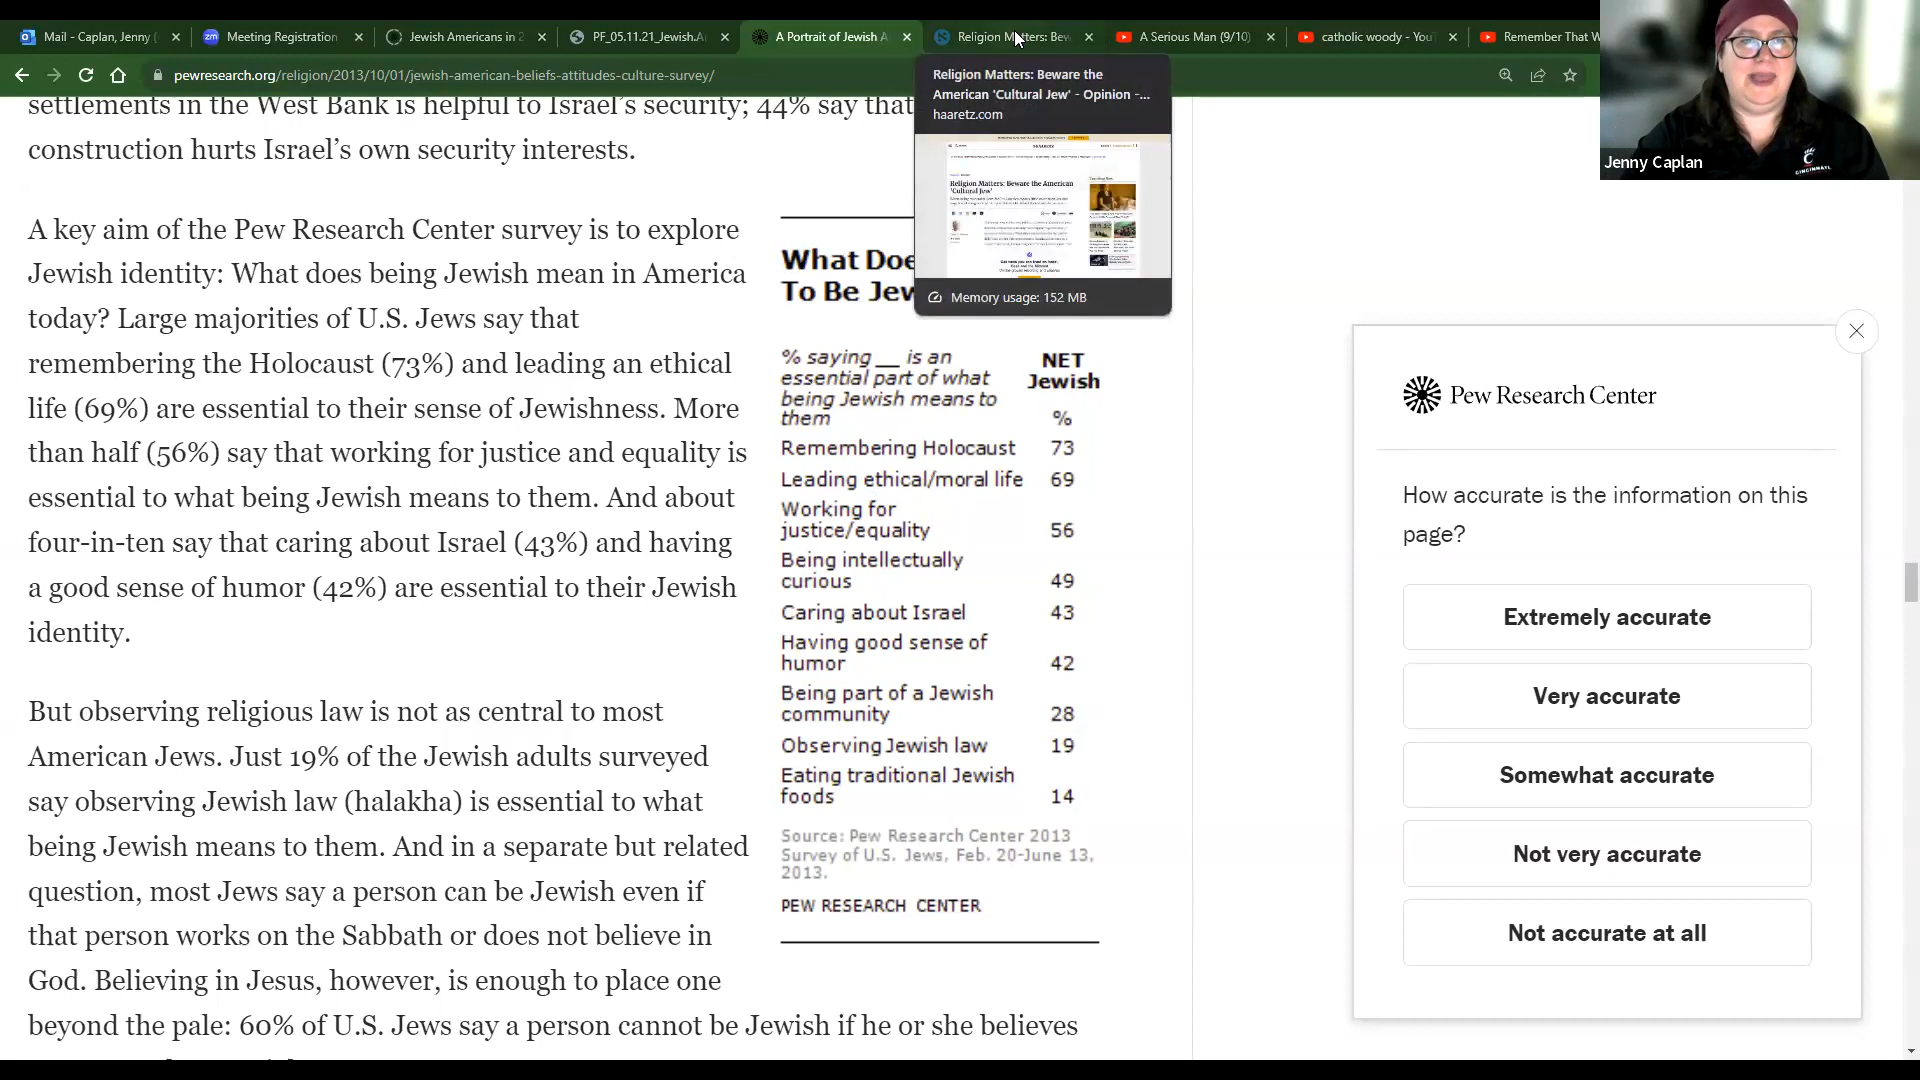 Mail - Caplan, Jenny (
Meeting Registration
Jewish Americans in 2
PF_05.11.21_Jewish.A
A Portrait of Jewish A
Religion Matters: Bew
A Serious Man (9/10)
catholic woody - YouT
Remember That W
pewresearch.org/religion/2013/10/01/jewish-american-beliefs-attitudes-culture-survey/
Religion Matters: Beware the
American 'Cultural Jew' - Opinion -...
haaretz.com
Religion Matters: Beware the American
'Cultural Jew'
Memory usage: 152 MB
Jenny Caplan
CINCINNATI
settlements in the West Bank is helpful to Israel's security; 44% say that
construction hurts Israel's own security interests.
A key aim of the Pew Research Center survey is to explore
Jewish identity: What does being Jewish mean in America
today? Large majorities of U.S. Jews say that
remembering the Holocaust (73%) and leading an ethical
life (69%) are essential to their sense of Jewishness. More
than half (56%) say that working for justice and equality is
essential to what being Jewish means to them. And about
four-in-ten say that caring about Israel (43%) and having
a good sense of humor (42%) are essential to their Jewish
identity.
But observing religious law is not as central to most
American Jews. Just 19% of the Jewish adults surveyed
say observing Jewish law (halakha) is essential to what
being Jewish means to them. And in a separate but related
question, most Jews say a person can be Jewish even if
that person works on the Sabbath or does not believe in
God. Believing in Jesus, however, is enough to place one
beyond the pale: 60% of U.S. Jews say a person cannot be Jewish if he or she believes
What Doe
To Be Jew
% saying __ is an
essential part of what
being Jewish means to
them
NET
Jewish
%
Remembering Holocaust 73
Leading ethical/moral life 69
Working for
justice/equality 56
Being intellectually
curious 49
Caring about Israel 43
Having good sense of
humor 42
Being part of a Jewish
community 28
Observing Jewish law 19
Eating traditional Jewish
foods 14
Source: Pew Research Center 2013
Survey of U.S. Jews, Feb. 20-June 13,
2013.
PEW RESEARCH CENTER
Pew Research Center
How accurate is the information on this
page?
Extremely accurate
Very accurate
Somewhat accurate
Not very accurate
Not accurate at all